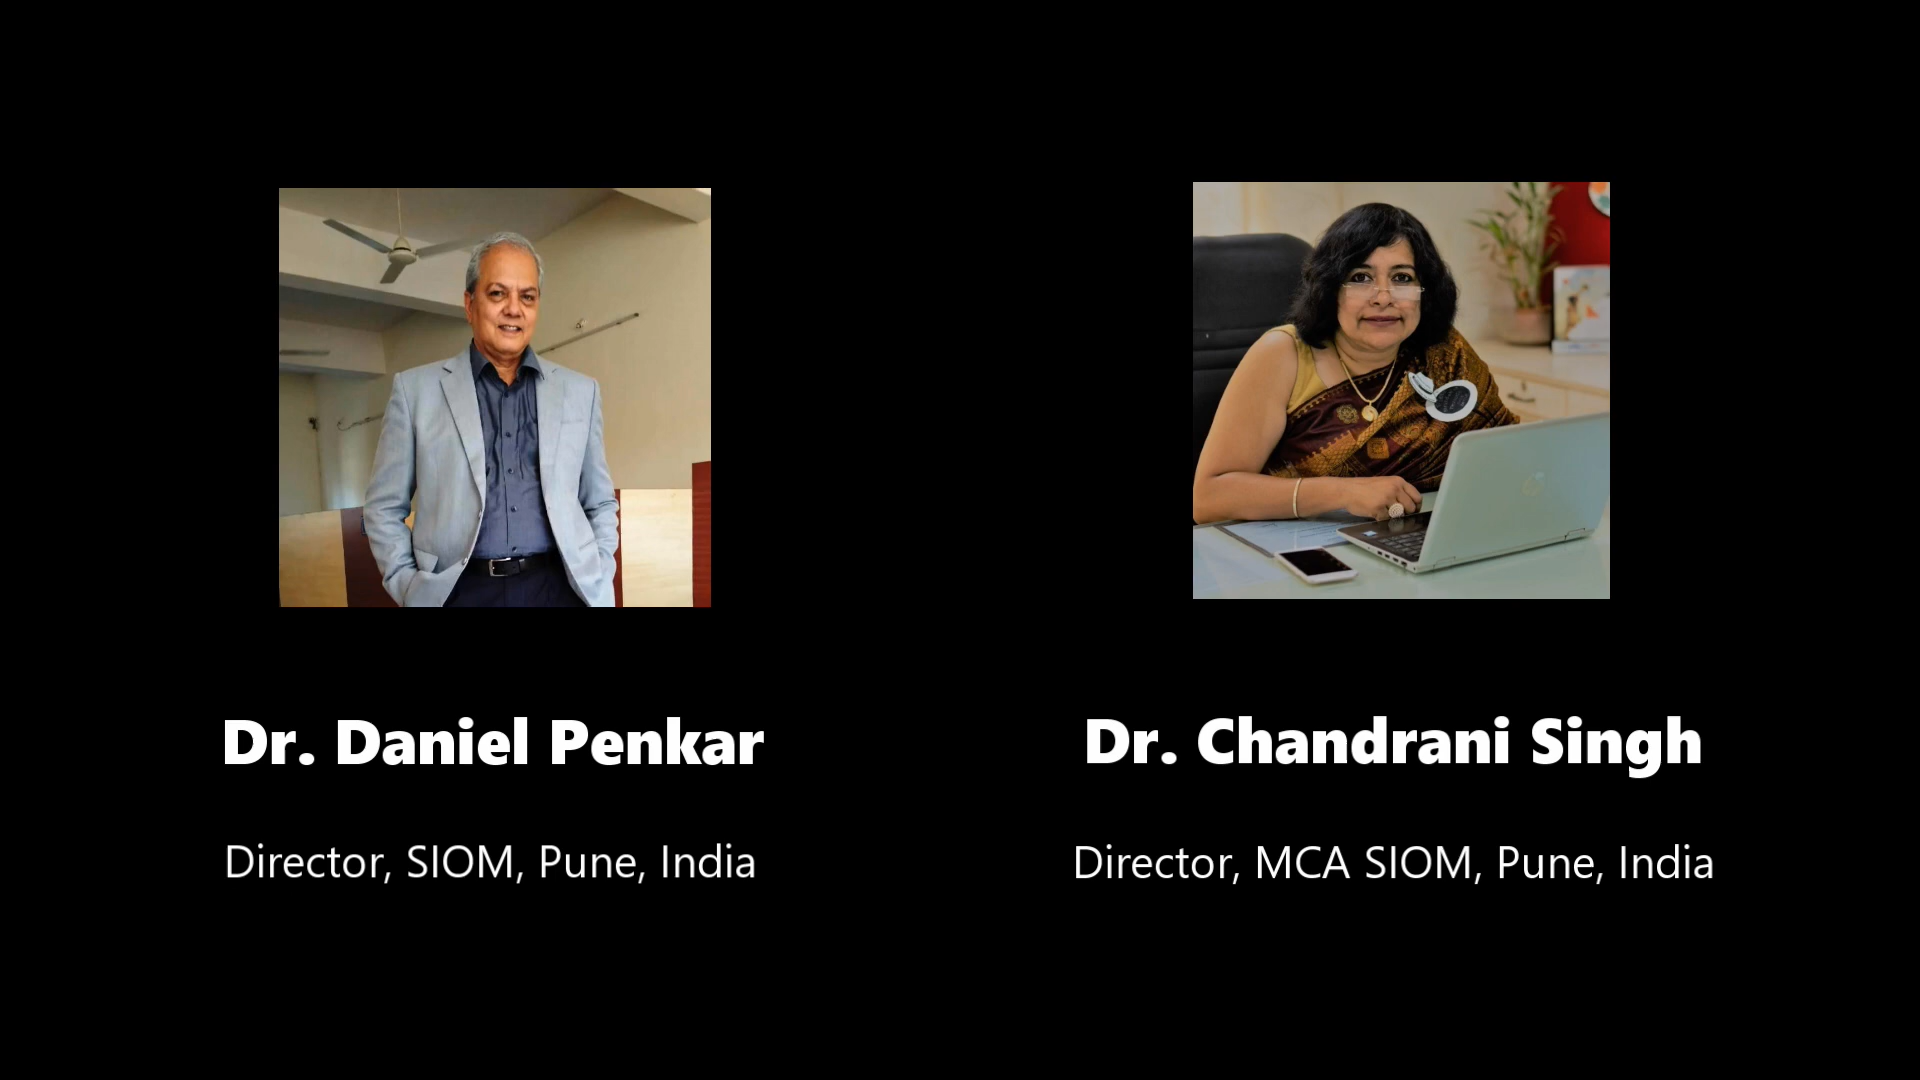 Dr. Daniel Penkar
Director, SIOM, Pune, India
Dr. Chandrani Singh
Director, MCA SIOM, Pune, India